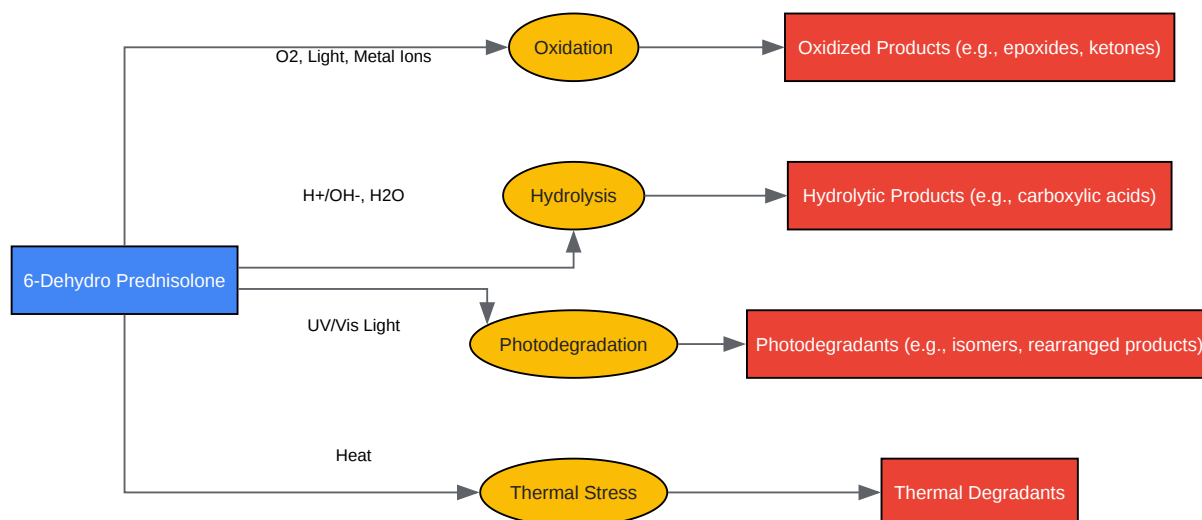 O2, Light, Metal Ions
Oxidation
Oxidized Products (e.g., epoxides, ketones)
H+/OH-, H2O
Hydrolysis
Hydrolytic Products (e.g., carboxylic acids)
6-Dehydro Prednisolone
UV/Vis Light
Photodegradation
Photodegradants (e.g., isomers, rearranged products)
Heat
Thermal Stress
Thermal Degradants